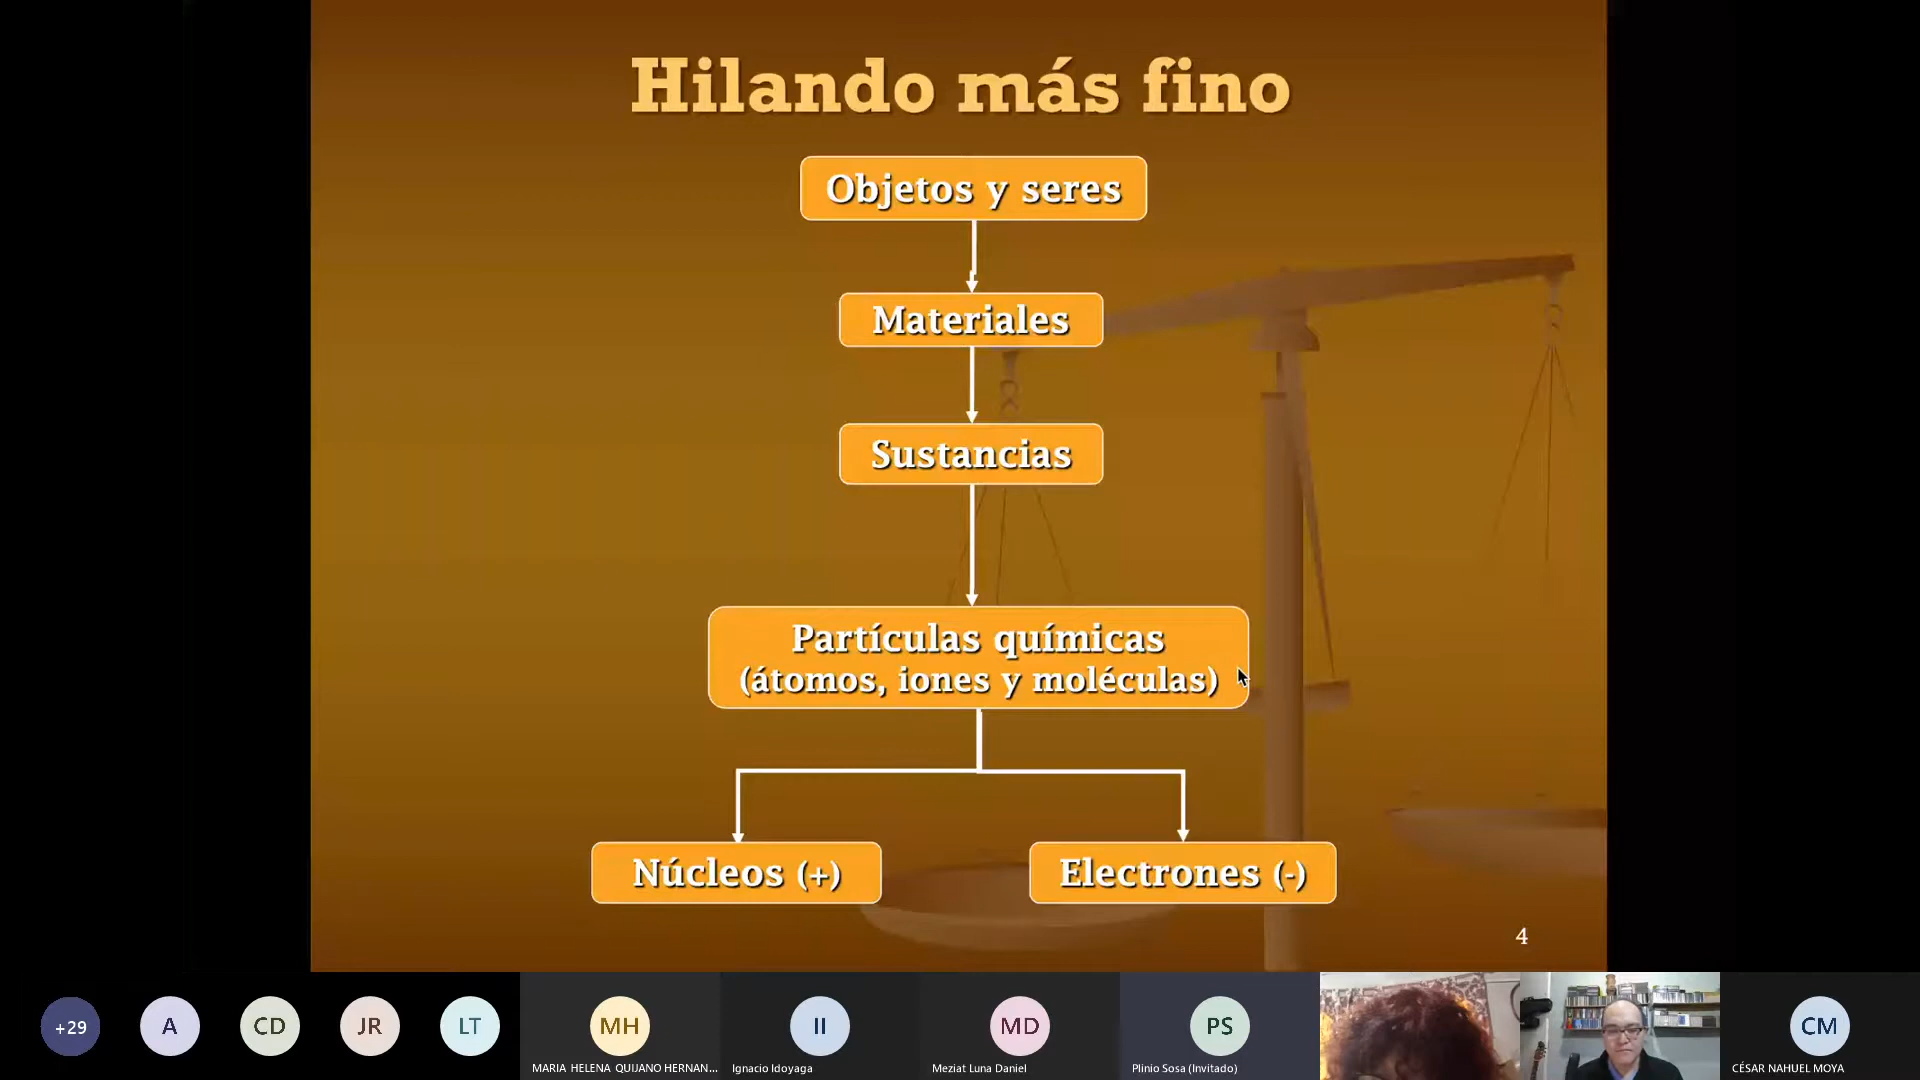 Hilando más fino
Objetos y seres
Materiales
Sustancias
Partículas químicas
(átomos, iones y moléculas)
Núcleos (+)
Electrones (-)
4
+29
A
CD
JR
LT
MH
MARIA HELENA QUIJANO HERNAN...
II
Ignacio Idoyaga
MD
Meziat Luna Daniel
PS
Plinio Sosa (Invitado)
CM
CÉSAR NAHUEL MOYA